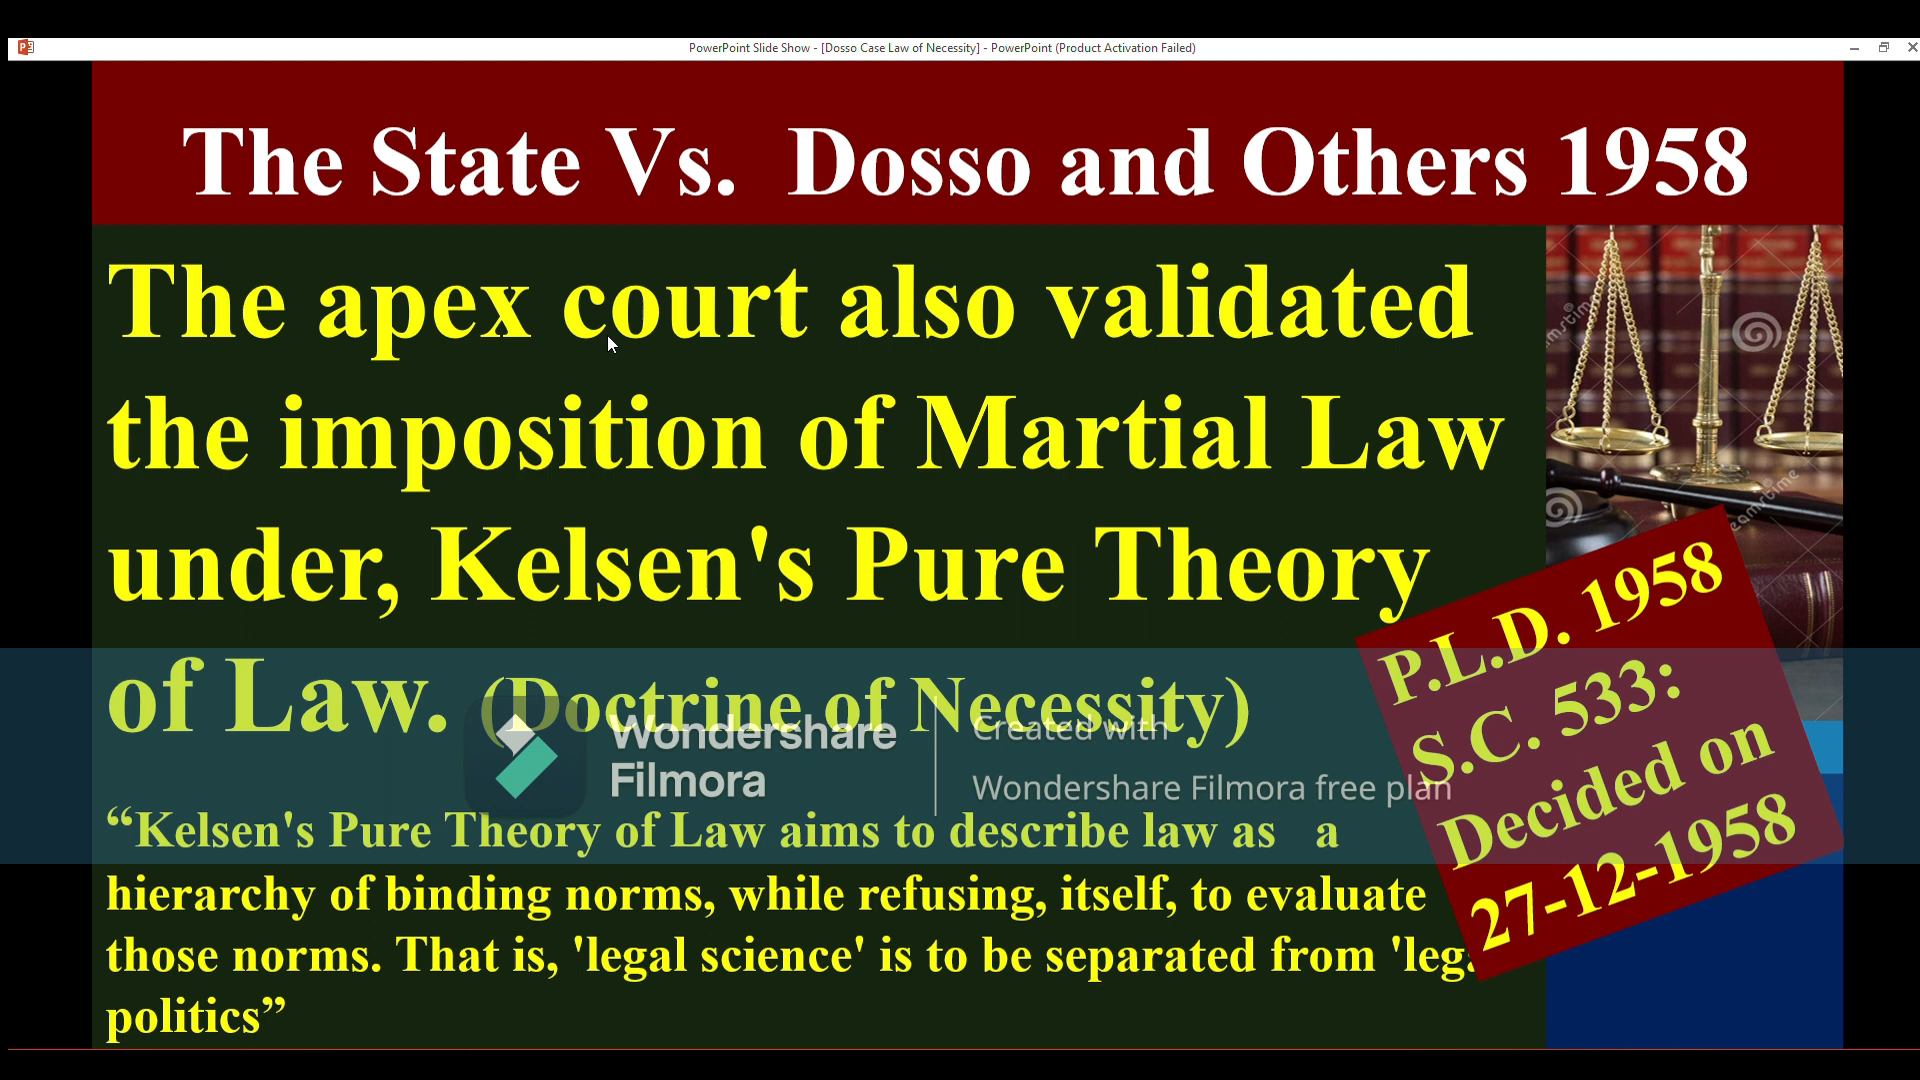 PowerPoint Slide Show - [Dosso Case Law of Necessity] - PowerPoint (Product Activation Failed)
The State Vs. Dosso and Others 1958
The apex court also validated
the imposition of Martial Law
under, Kelsen's Pure Theory
of Law. (Doctrine of Necessity)
“Kelsen's Pure Theory of Law aims to describe law as a
hierarchy of binding norms, while refusing, itself, to evaluate
those norms. That is, 'legal science' is to be separated from
politics”
P.L.D. 1958
S.C. 533:
Decided on
27-12-1958
Wondershare
Filmora
Created with
Wondershare Filmora free plan